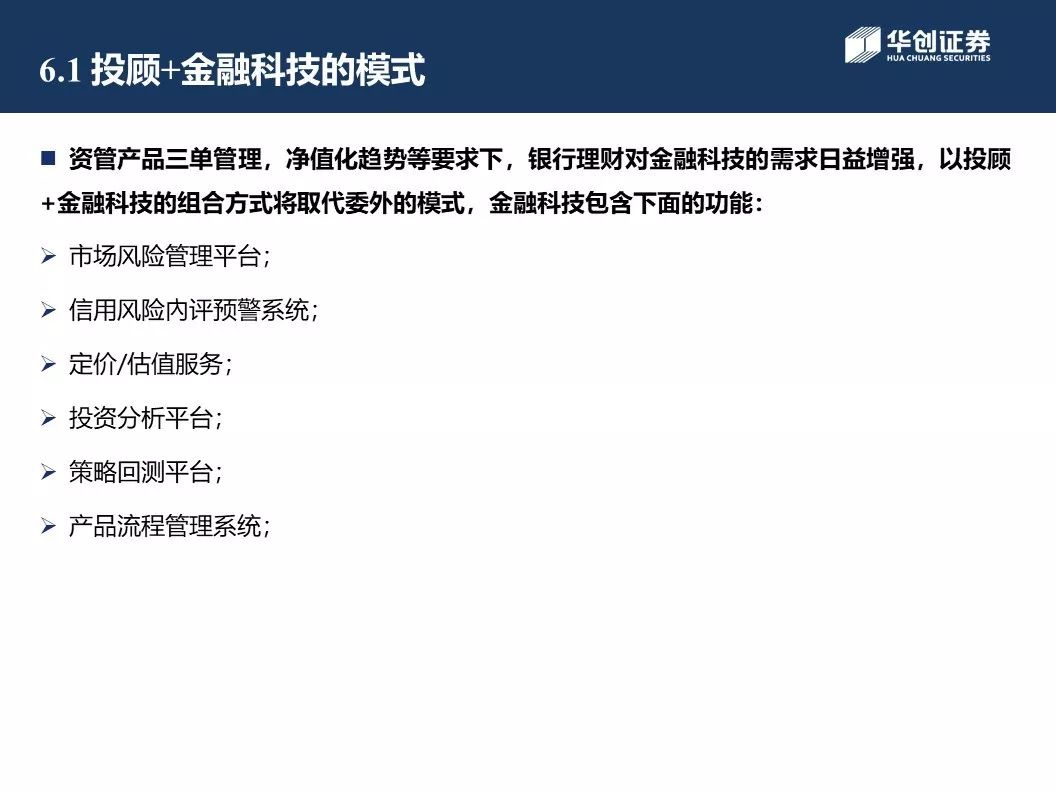 华创证券
HUA CHUANG SECURITIES
6.1 投顾+金融科技的模式
■ 资管产品三单管理，净值化趋势等要求下，银行理财对金融科技的需求日益增强，以投顾
+金融科技的组合方式将取代委外的模式，金融科技包含下面的功能：
➢ 市场风险管理平台；
➢ 信用风险内评预警系统；
➢ 定价/估值服务；
➢ 投资分析平台；
➢ 策略回测平台；
➢ 产品流程管理系统；